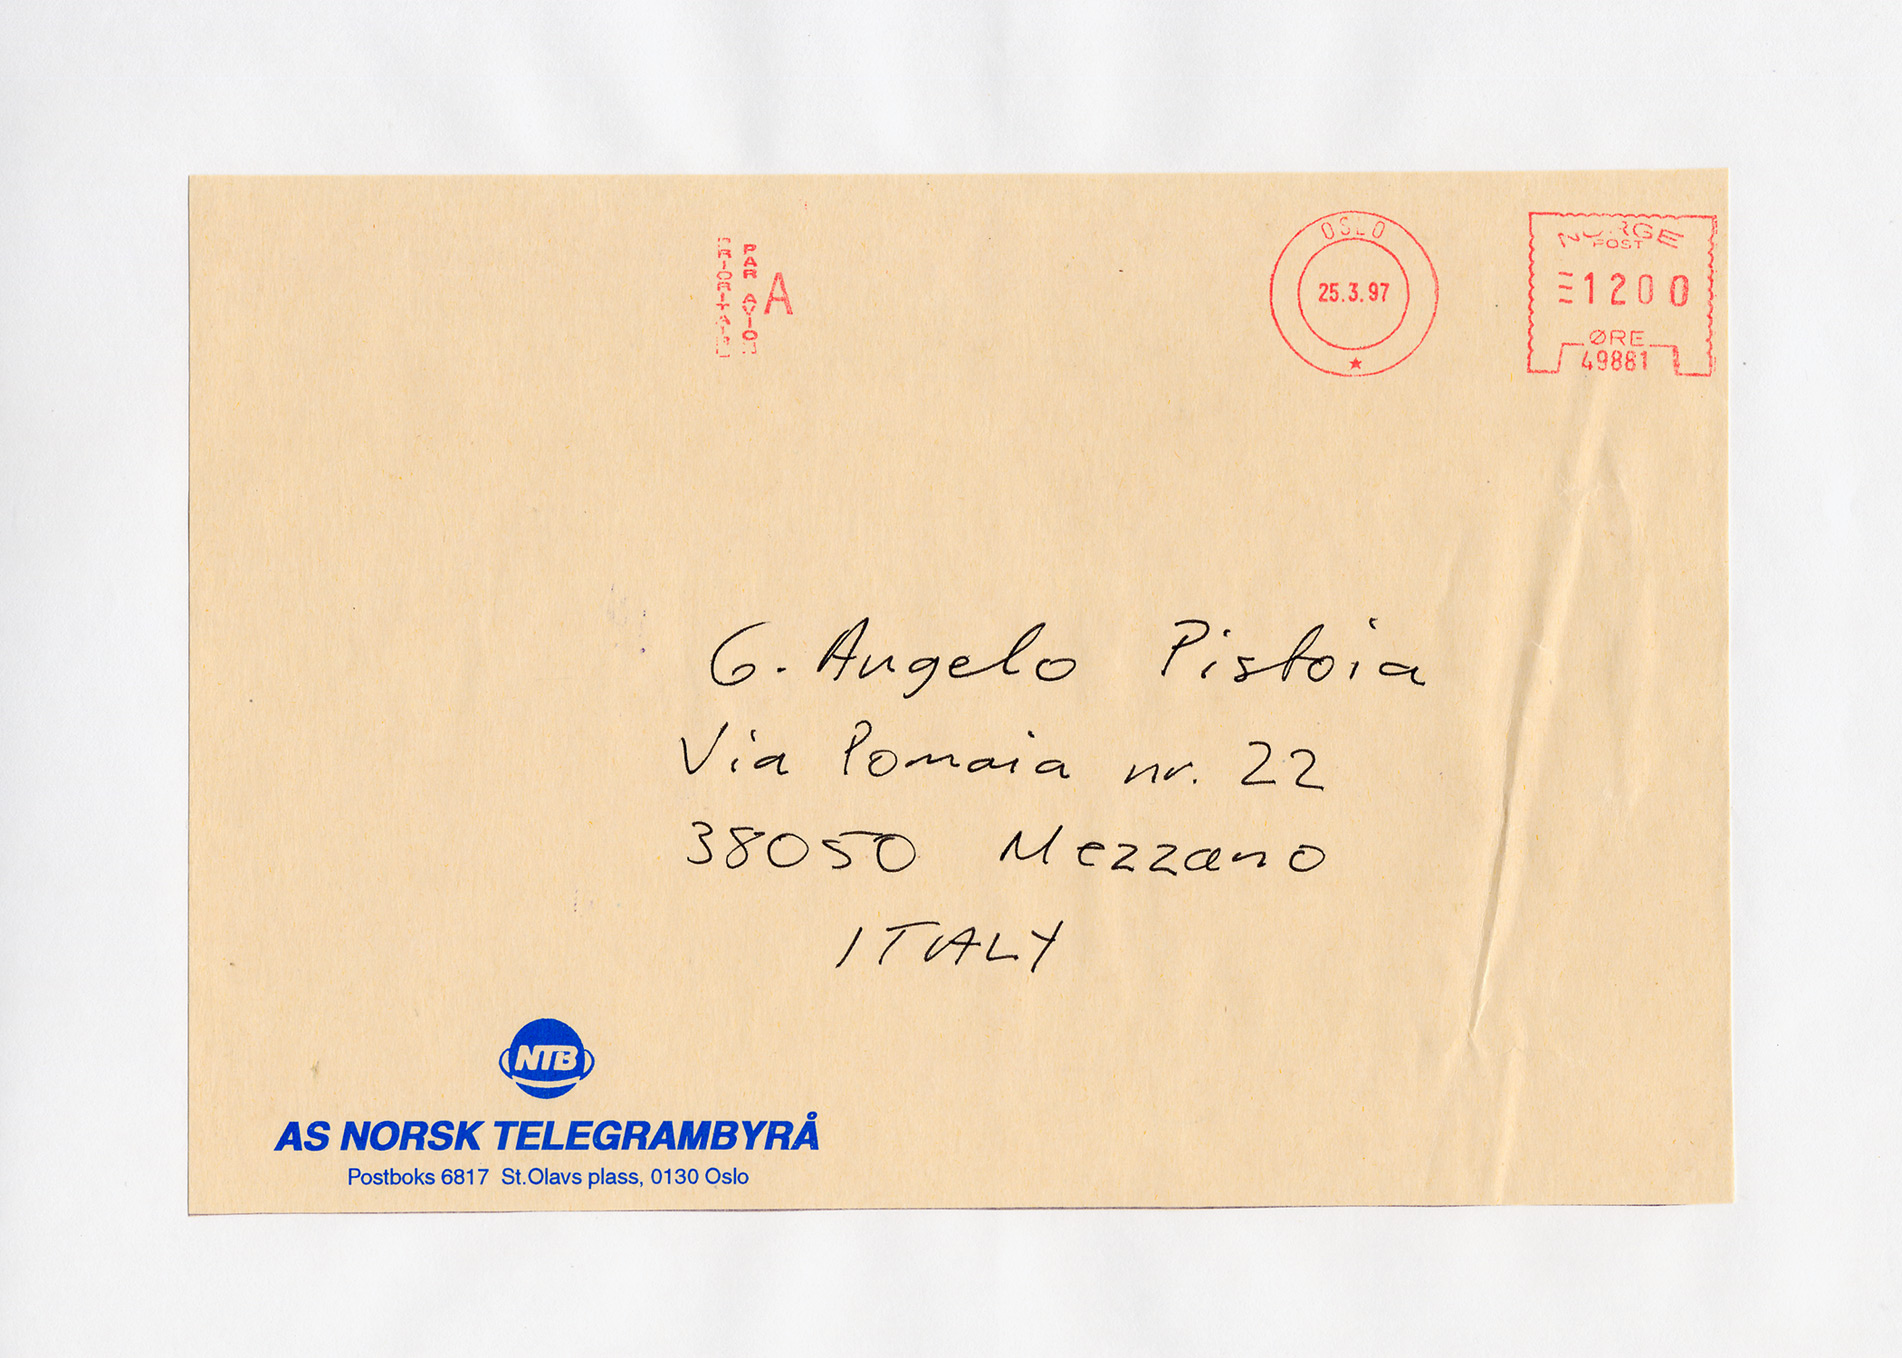 PRIORITAIRE
PAR AVION
A
OSLO
25.3.97
NORGE
POST
1200
ØRE
49881
G. Angelo Pistoia
Via Pomaia nr. 22
38050 Mezzano
ITALY
NTB
AS NORSK TELEGRAMBYRÅ
Postboks 6817 St.Olavs plass, 0130 Oslo